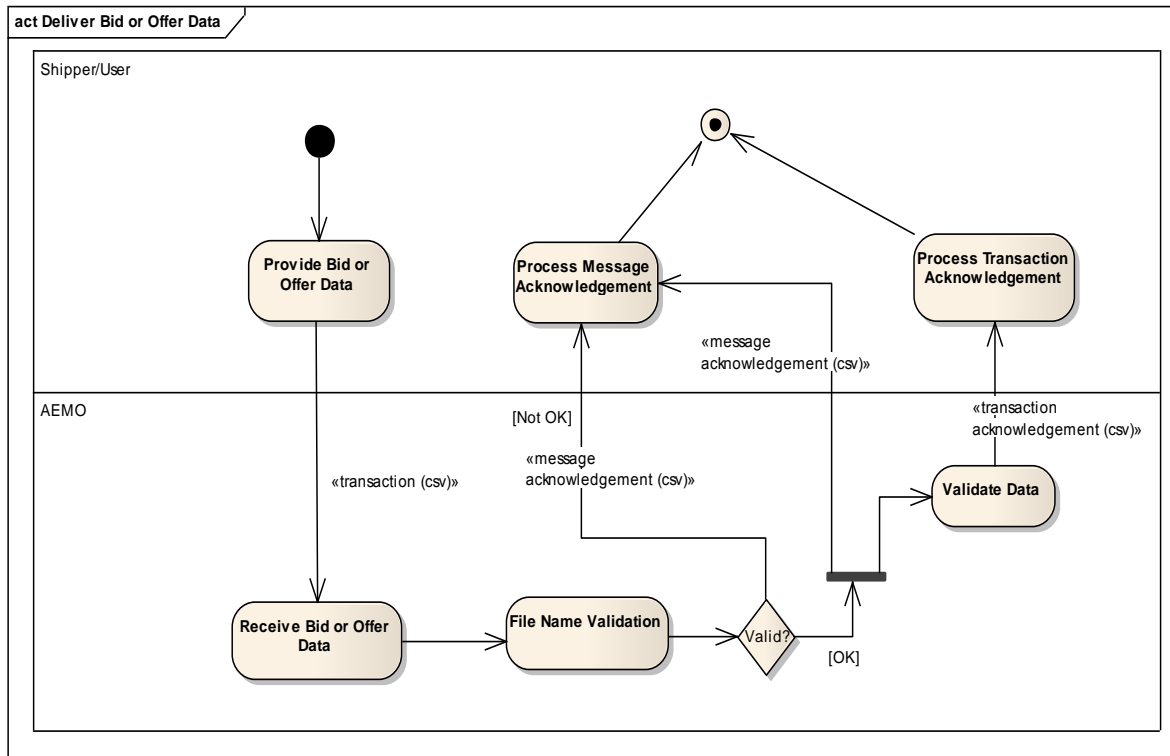 act Deliver Bid or Offer Data
Shipper/User
Provide Bid or
Offer Data
Process Message
Acknowledgement
Process Transaction
Acknowledgement
«message
acknowledgement (csv)»
AEMO
[Not OK]
«transaction
acknowledgement (csv)»
«message
acknowledgement (csv)»
«transaction (csv)»
Validate Data
Receive Bid or Offer
Data
File Name Validation
Valid?
[OK]